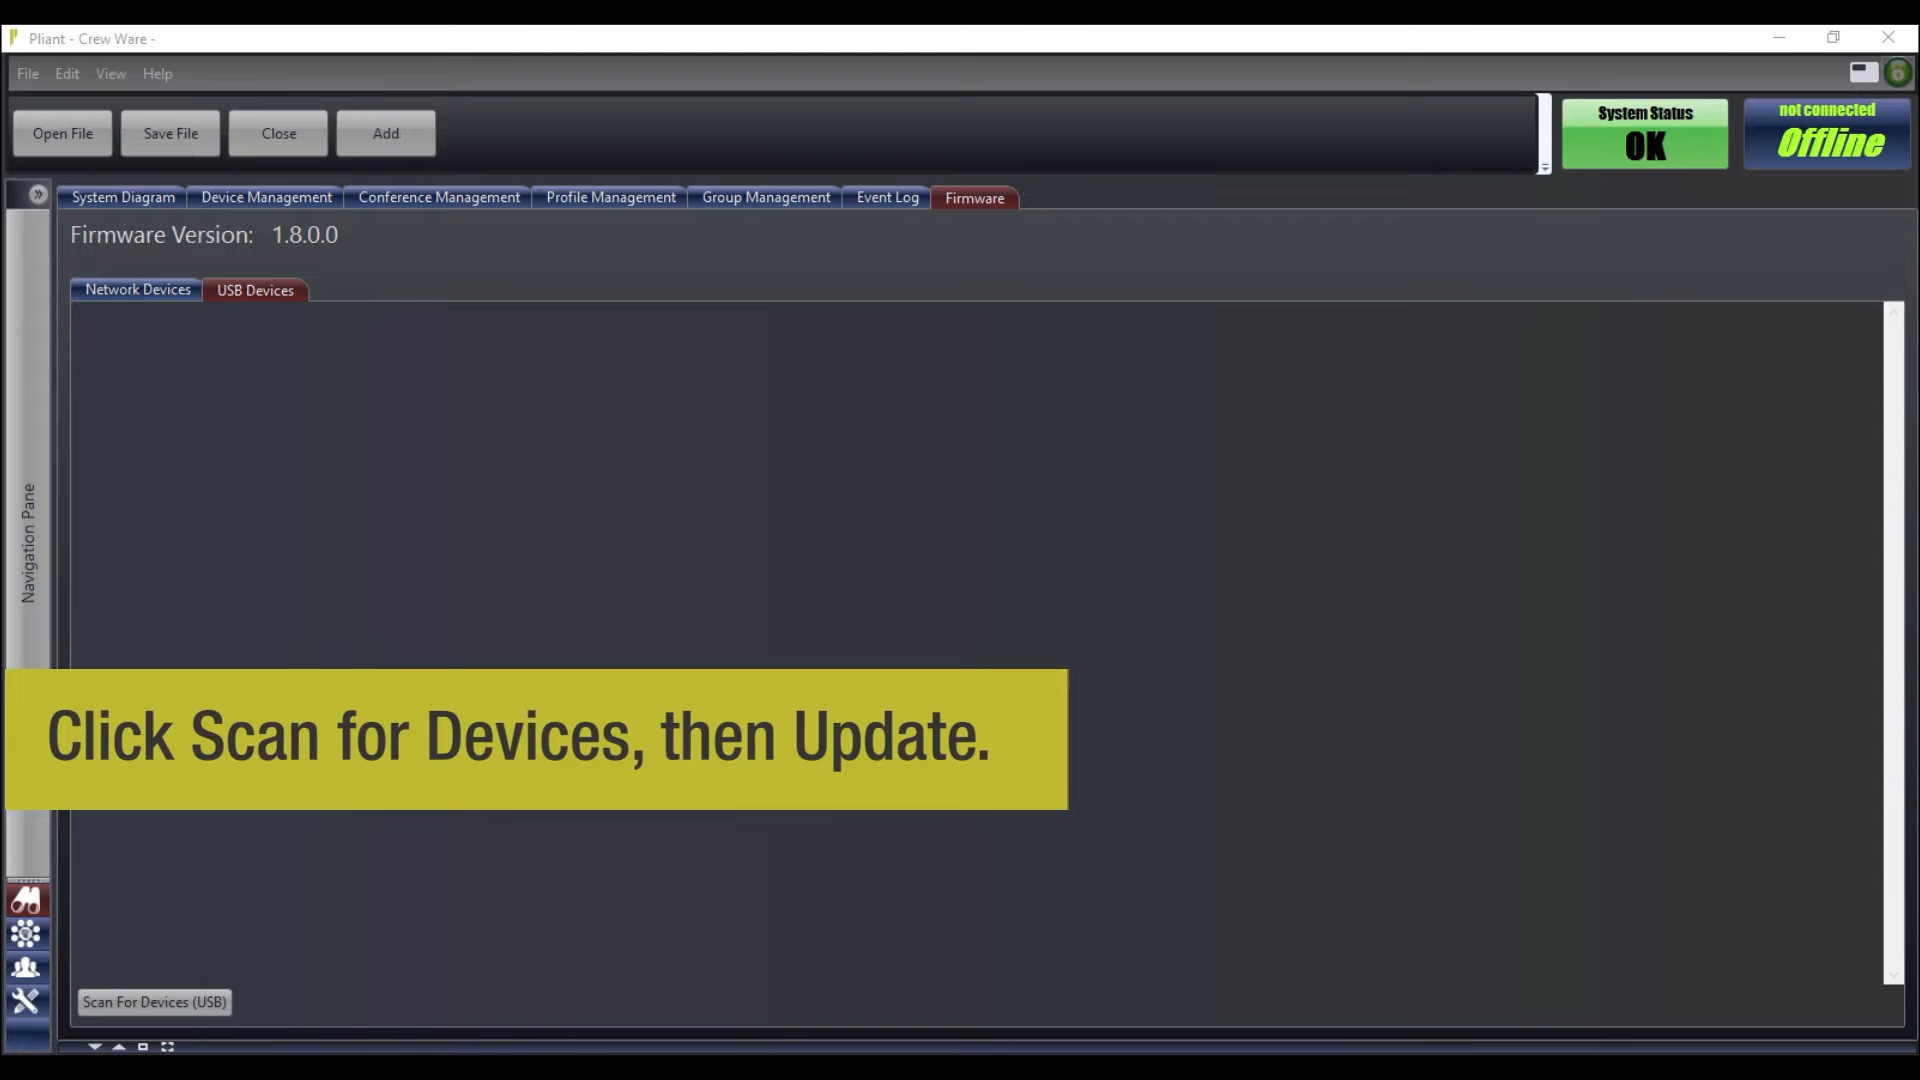 Pliant - Crew Ware -
File Edit View Help
Open File Save File Close Add
System Status
OK
not connected
Offline
System Diagram Device Management Conference Management Profile Management Group Management Event Log Firmware
Firmware Version: 1.8.0.0
Network Devices USB Devices
Navigation Pane
Click Scan for Devices, then Update.
Scan For Devices (USB)